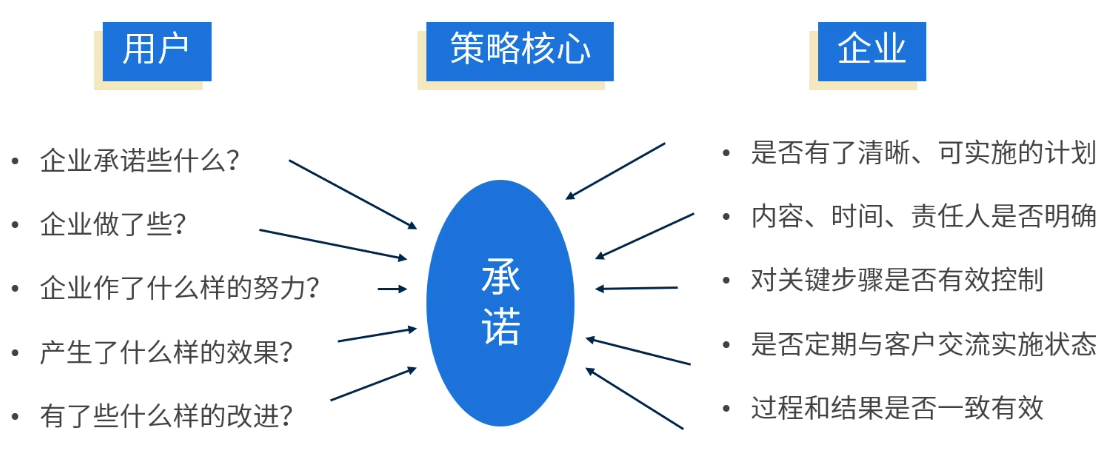 用户
策略核心
企业
企业承诺些什么？
企业做了些？
企业作了什么样的努力？
产生了什么样的效果？
有了些什么样的改进？
承
诺
是否有了清晰、可实施的计划
内容、时间、责任人是否明确
对关键步骤是否有效控制
是否定期与客户交流实施状态
过程和结果是否一致有效